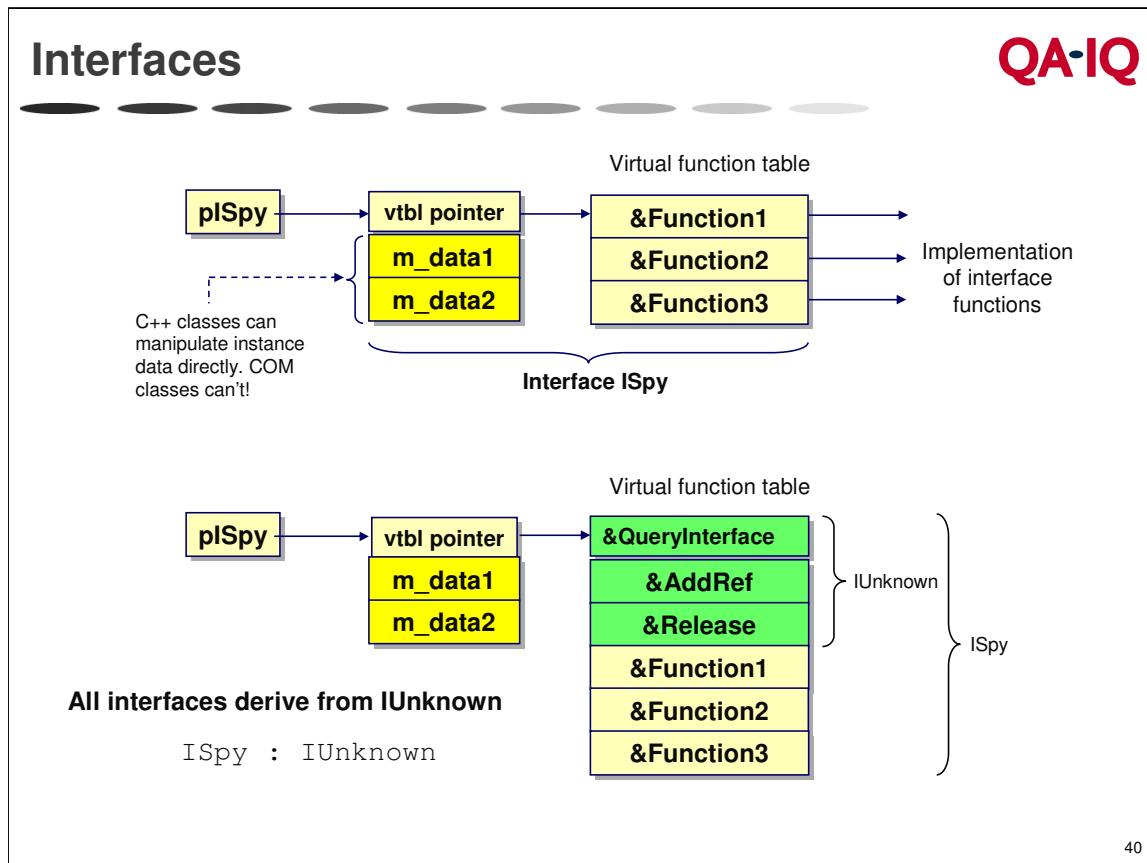 Interfaces
QA-IQ
Virtual function table
pISpy
vtbl pointer
m_data1
m_data2
&Function1
&Function2
&Function3
Implementation
of interface
functions
C++ classes can
manipulate instance
data directly. COM
classes can't!
Interface ISpy
Virtual function table
pISpy
vtbl pointer
m_data1
m_data2
&QueryInterface
&AddRef
&Release
&Function1
&Function2
&Function3
IUnknown
ISpy
All interfaces derive from IUnknown
ISpy : IUnknown
40